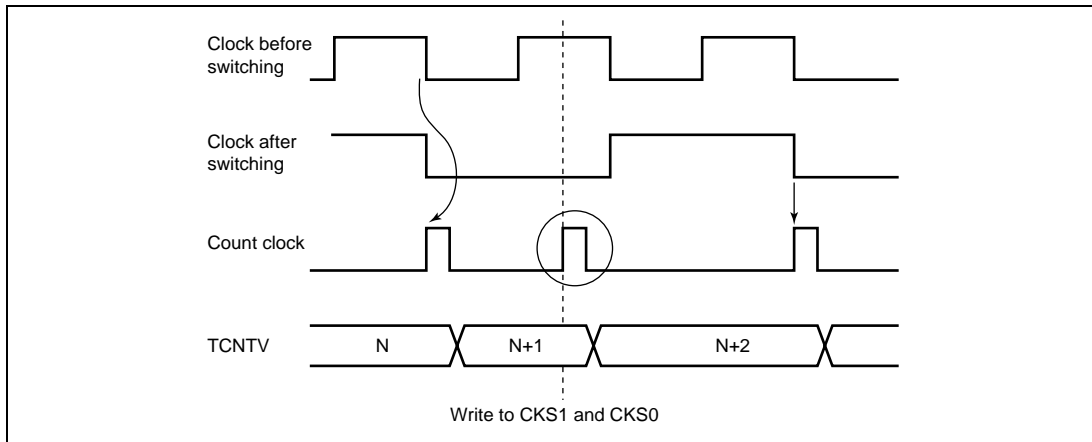 Clock before
switching
Clock after
switching
Count clock
TCNTV
N
N+1
N+2
Write to CKS1 and CKS0